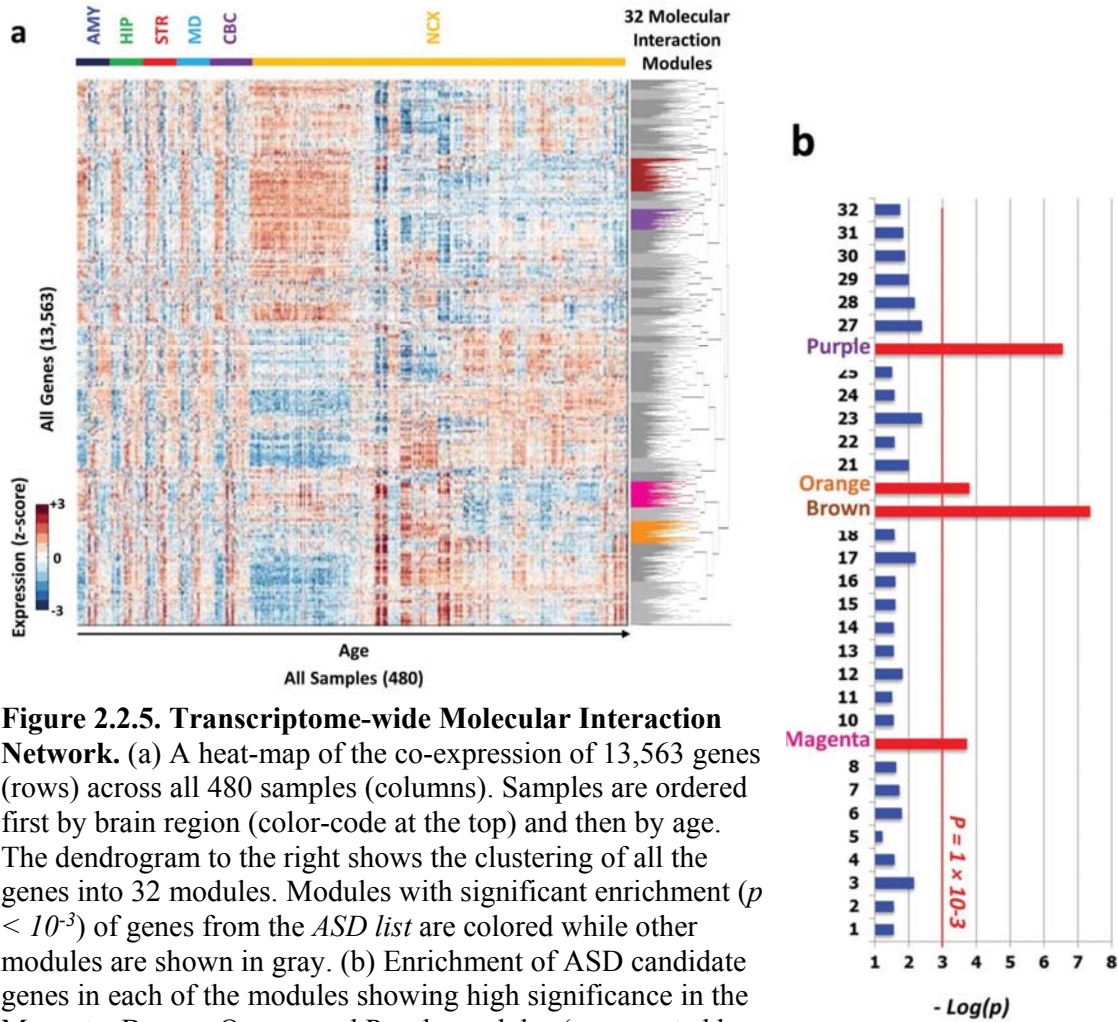 a
AMY
HIP
STR
MD
CBC
NCX
32 Molecular
Interaction
Modules
All Genes (13,563)
Expression (z-score)
+3
0
-3
Age
All Samples (480)
b
32
31
30
29
28
27
Purple
25
24
23
22
21
Orange
Brown
18
17
16
15
14
13
12
11
10
Magenta
8
7
6
5
4
3
2
1
P = 1 × 10-3
1 2 3 4 5 6 7 8
- Log(p)
Figure 2.2.5. Transcriptome-wide Molecular Interaction
Network. (a) A heat-map of the co-expression of 13,563 genes
(rows) across all 480 samples (columns). Samples are ordered
first by brain region (color-code at the top) and then by age.
The dendrogram to the right shows the clustering of all the
genes into 32 modules. Modules with significant enrichment (p
< 10-3) of genes from the ASD list are colored while other
modules are shown in gray. (b) Enrichment of ASD candidate
genes in each of the modules showing high significance in the